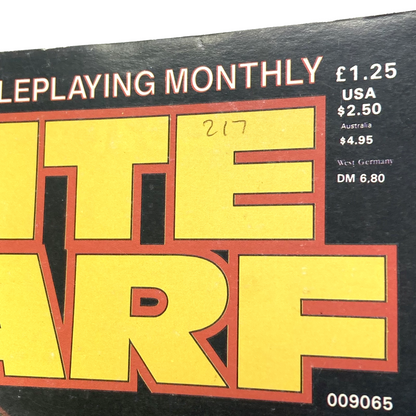 LEPLAYING MONTHLY
£1.25
USA
$2.50
Australia
$4.95
West Germany
DM 6,80
217
ITE
ARF
009065